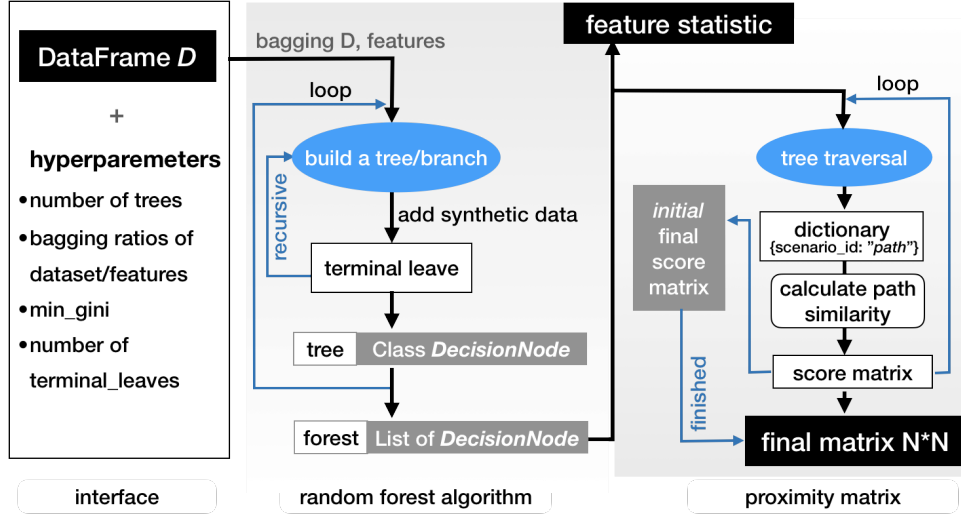 DataFrame D
+
hyperparemeters
•number of trees
•bagging ratios of
dataset/features
•min_gini
•number of
terminal_leaves
interface
bagging D, features
loop
build a tree/branch
recursive
add synthetic data
terminal leave
tree Class DecisionNode
forest List of DecisionNode
random forest algorithm
feature statistic
loop
tree traversal
initial
final
score
matrix
dictionary
{scenario_id: ”path”}
calculate path
similarity
score matrix
finished
final matrix N*N
proximity matrix